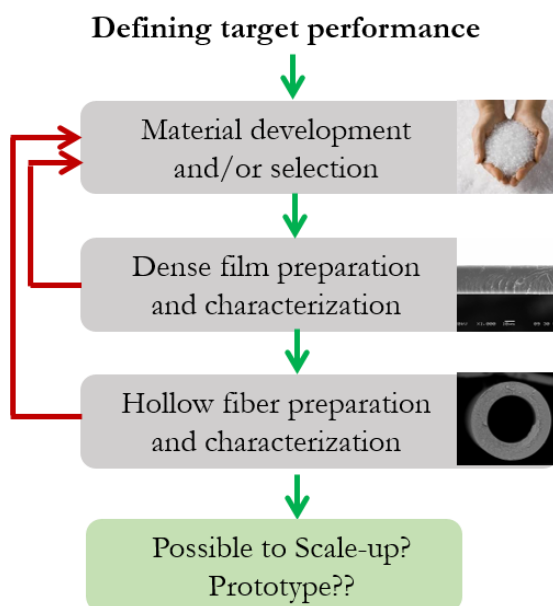 Defining target performance
Material development
and/or selection
Dense film preparation
and characterization
Hollow fiber preparation
and characterization
Possible to Scale-up?
Prototype??